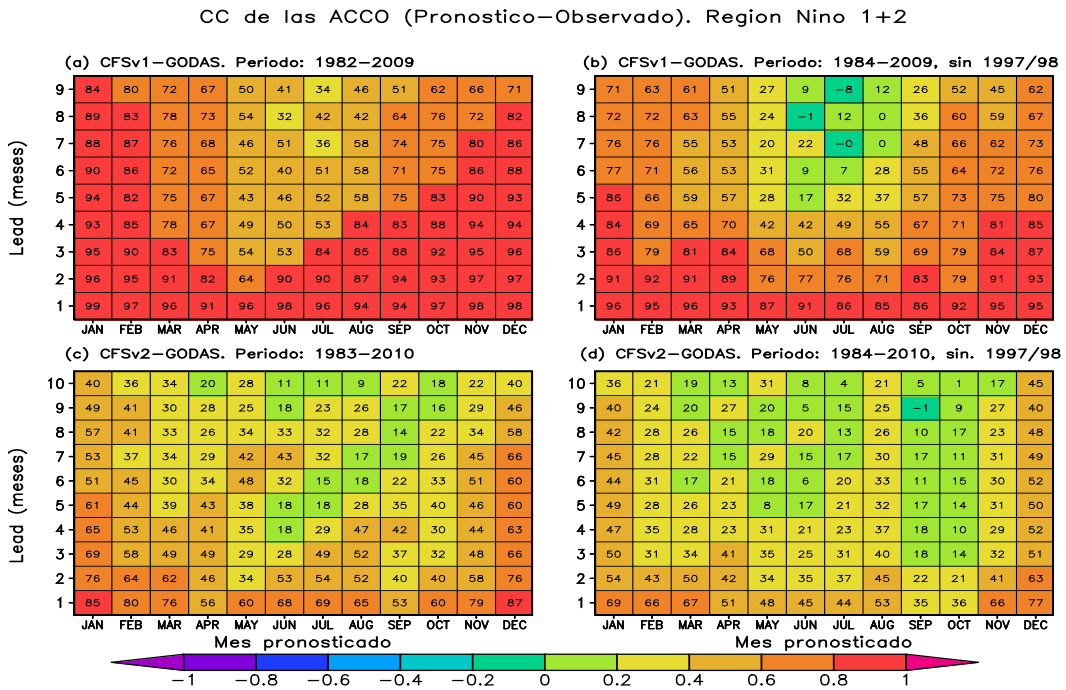 CC de las ACCO (Pronostico-Observado). Region Nino 1+2
(a) CFSv1-GODAS. Periodo: 1982-2009
9 84 80 72 67 50 41 34 46 51 62 66 71
8 89 83 78 73 54 32 42 42 64 76 72 82
7 88 87 76 68 46 51 36 58 74 75 80 86
6 90 86 72 65 52 40 51 58 71 75 86 88
5 94 82 75 67 43 46 52 58 75 83 90 93
4 93 85 78 67 49 50 53 84 83 88 94 94
3 95 90 83 75 54 53 84 85 88 92 95 96
2 96 95 91 82 64 90 90 87 94 93 97 97
1 99 97 96 91 96 98 96 94 94 97 98 98
JAN FEB MAR APR MAY JUN JUL AUG SEP OCT NOV DEC
Lead (meses)
(b) CFSv1-GODAS. Periodo: 1984-2009, sin 1997/98
9 71 63 61 51 27 9 -8 12 26 52 45 62
8 72 72 63 55 24 -1 12 0 36 60 59 67
7 76 76 55 53 20 22 -0 0 48 66 62 73
6 77 71 56 53 31 9 7 28 55 64 72 76
5 86 66 59 57 28 17 32 37 57 73 75 80
4 84 69 65 70 42 42 49 55 67 71 81 85
3 86 79 81 84 68 50 68 59 69 79 84 87
2 91 92 91 89 76 77 76 71 83 79 91 93
1 96 95 96 93 87 91 86 85 86 92 95 95
JAN FEB MAR APR MAY JUN JUL AUG SEP OCT NOV DEC
(c) CFSv2-GODAS. Periodo: 1983-2010
10 40 36 34 20 28 11 11 9 22 18 22 40
9 49 41 30 28 25 18 23 26 17 16 29 46
8 57 41 33 26 34 33 32 28 14 22 34 58
7 53 37 34 29 42 43 32 17 19 26 45 66
6 51 45 30 34 48 32 15 18 22 33 51 60
5 61 44 39 43 38 18 18 28 35 40 46 60
4 65 53 46 41 35 18 29 47 42 30 44 63
3 69 58 49 49 29 28 49 52 37 32 48 66
2 76 64 62 46 34 53 54 52 40 40 58 76
1 85 80 76 56 60 68 69 65 53 60 79 87
JAN FEB MAR APR MAY JUN JUL AUG SEP OCT NOV DEC
Lead (meses)
Mes pronosticado
(d) CFSv2-GODAS. Periodo: 1984-2010, sin. 1997/98
10 36 21 19 13 31 8 4 21 5 1 17 45
9 40 24 20 27 20 5 15 25 -1 9 27 40
8 42 28 26 15 18 20 13 26 10 17 23 48
7 45 28 22 15 29 15 17 30 17 11 31 49
6 44 31 17 21 18 6 20 33 11 15 30 52
5 49 28 26 23 8 17 21 32 17 14 31 50
4 47 35 28 23 31 21 23 37 18 10 29 52
3 50 31 34 41 35 25 31 40 18 14 32 51
2 54 43 50 42 34 35 37 45 22 21 41 63
1 69 66 67 51 48 45 44 53 35 36 66 77
JAN FEB MAR APR MAY JUN JUL AUG SEP OCT NOV DEC
Mes pronosticado
-1 -0.8 -0.6 -0.4 -0.2 0 0.2 0.4 0.6 0.8 1